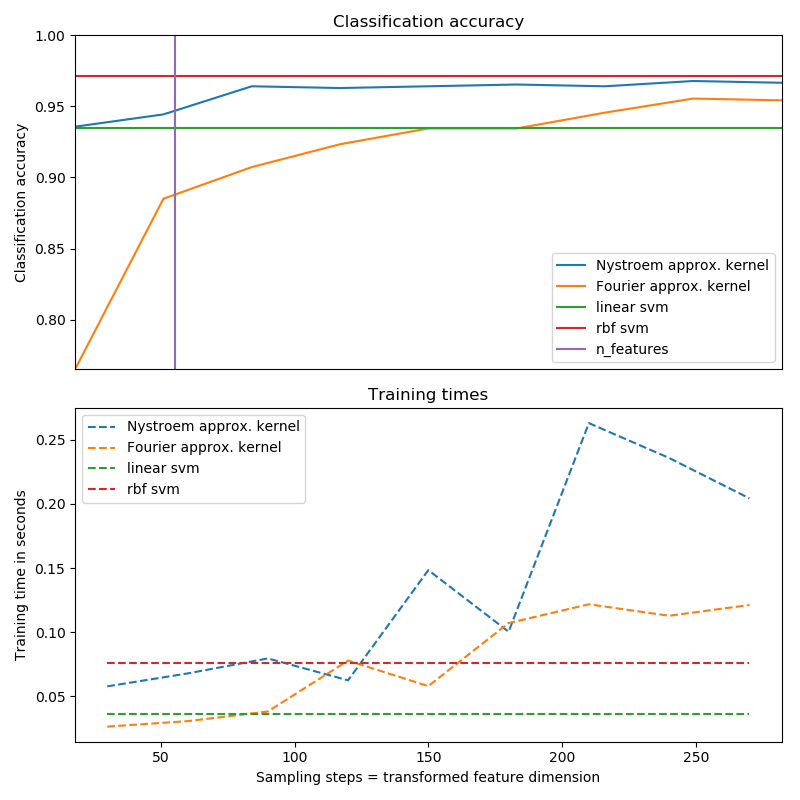 Classification accuracy
1.00
0.95
0.90
0.85
0.80
Classification accuracy
Nystroem approx. kernel
Fourier approx. kernel
linear svm
rbf svm
n_features
Training times
0.25
0.20
0.15
0.10
0.05
Training time in seconds
Nystroem approx. kernel
Fourier approx. kernel
linear svm
rbf svm
50 100 150 200 250
Sampling steps = transformed feature dimension